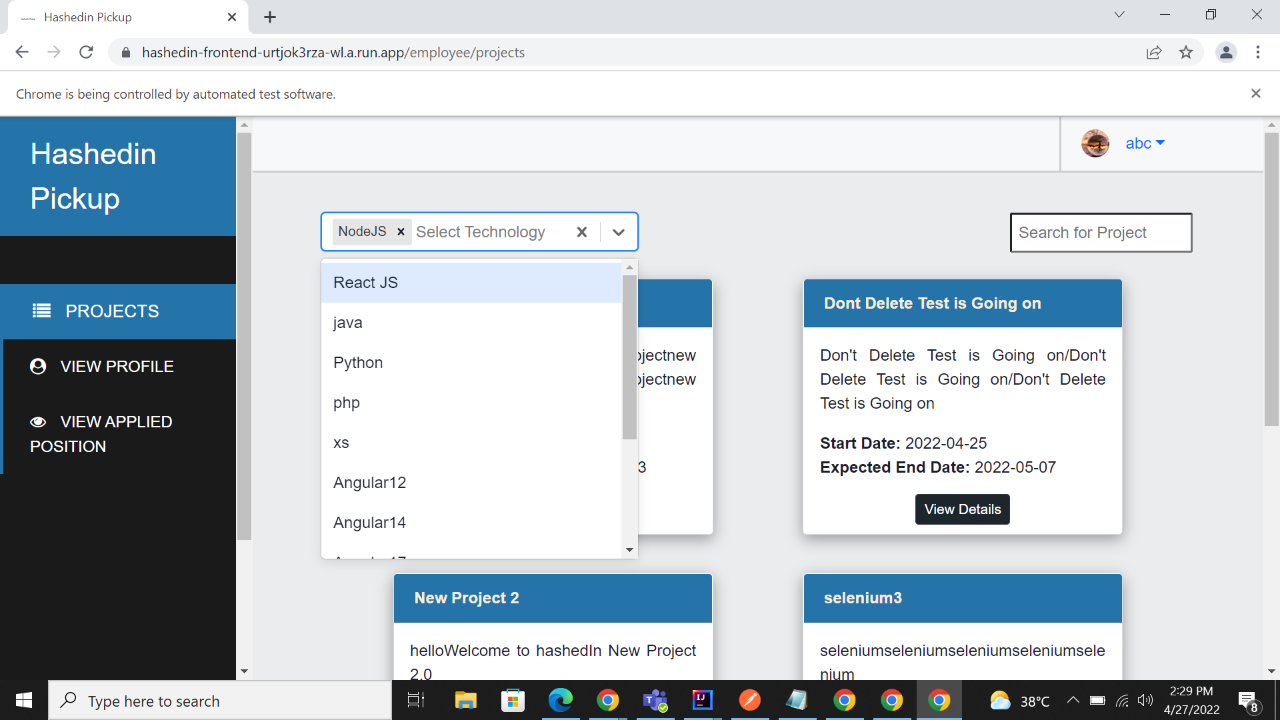 Hashedin Pickup
hashedin-frontend-urtjok3rza-wl.a.run.app/employee/projects
Chrome is being controlled by automated test software.
Hashedin
Pickup
PROJECTS
VIEW PROFILE
VIEW APPLIED
POSITION
abc
NodeJS
Select Technology
Search for Project
React JS
java
Python
php
xs
Angular12
Angular14
Dont Delete Test is Going on
Don't Delete Test is Going on/Don't
Delete Test is Going on/Don't Delete
Test is Going on
Start Date: 2022-04-25
Expected End Date: 2022-05-07
View Details
New Project 2
helloWelcome to hashedIn New Project
2.0
selenium3
seleniumseleniumseleniumseleniumsele
nium
Type here to search
38°C
2:29 PM
4/27/2022
8